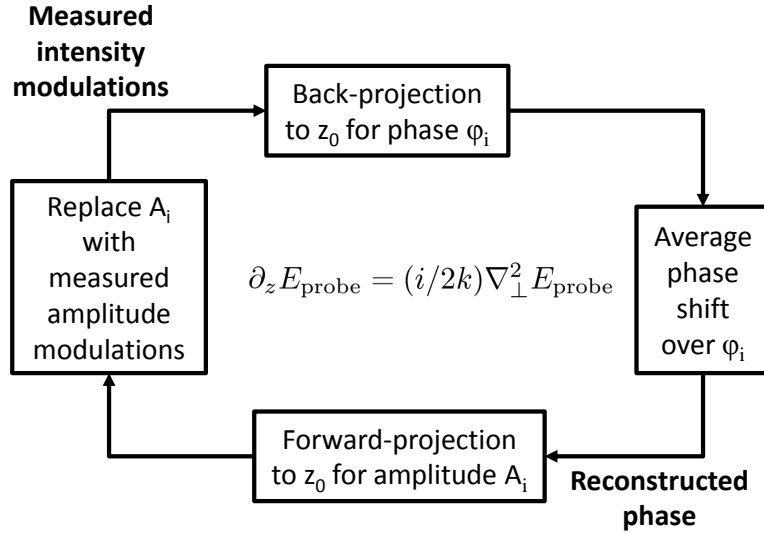 Measured
intensity
modulations
Back-projection
to z₀ for phase φᵢ
Replace Aᵢ
with
measured
amplitude
modulations
∂_z E_probe = (i/2k)∇²_⊥ E_probe
Average
phase
shift
over φᵢ
Forward-projection
to z₀ for amplitude Aᵢ
Reconstructed
phase